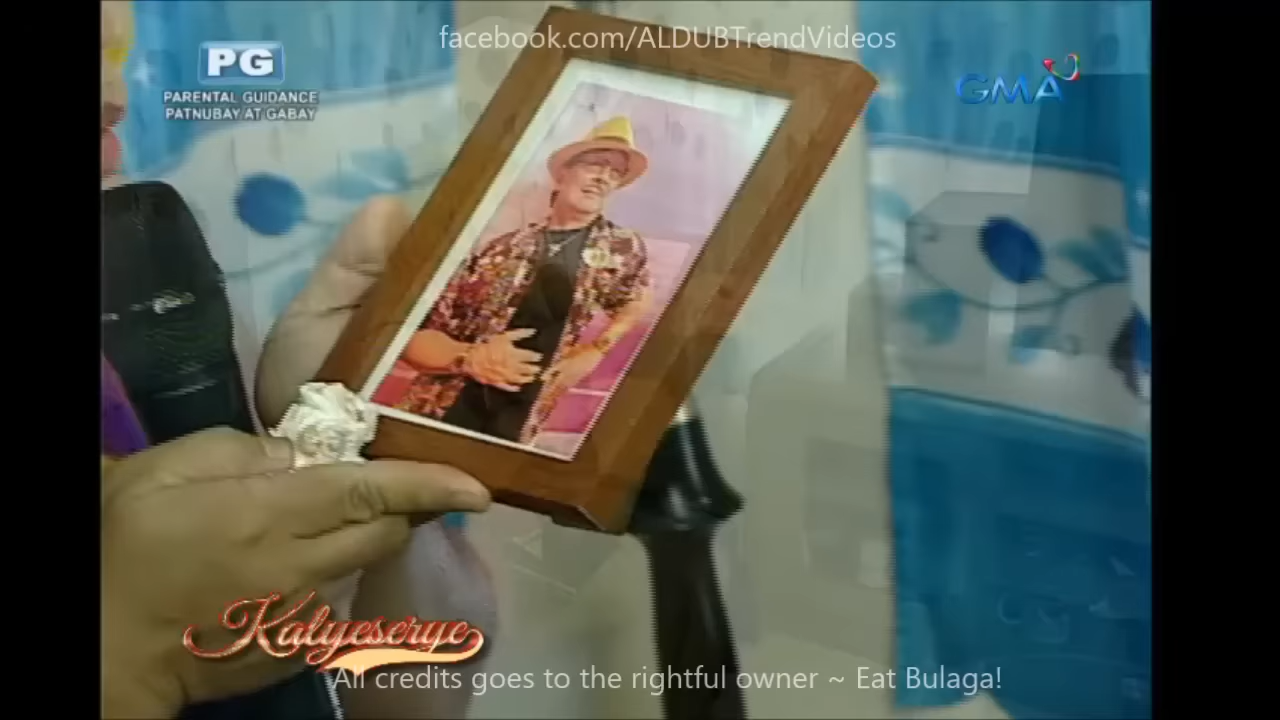 facebook.com/ALDUBTrendVideos
PG
PARENTAL GUIDANCE
PATNUBAY AT GABAY
GMA
Kalyeserye
All credits goes to the rightful owner ~ Eat Bulaga!